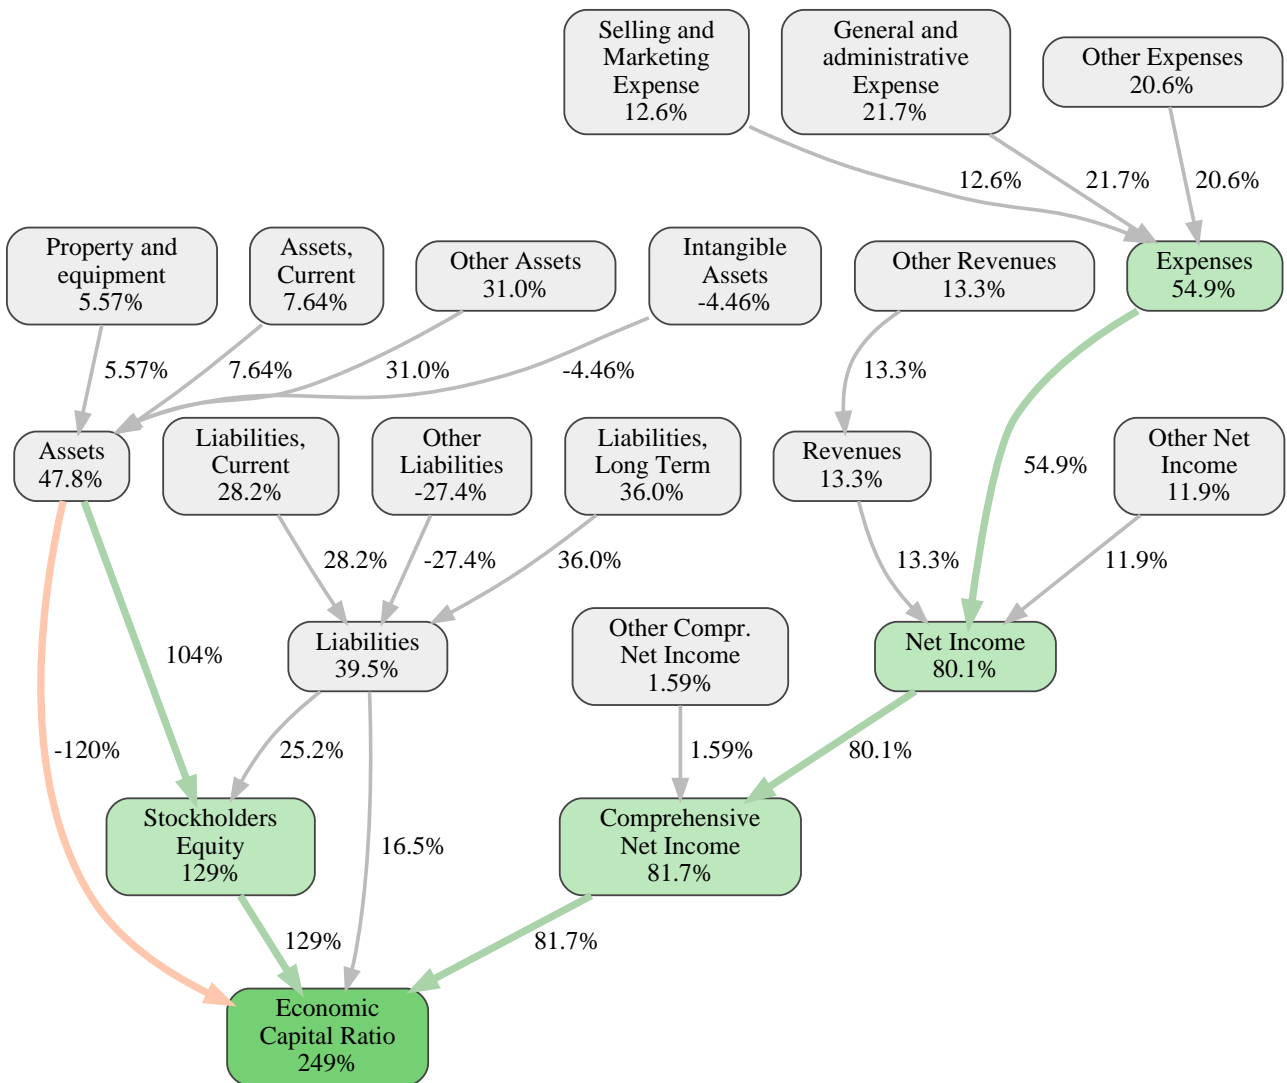 Selling and
Marketing
Expense
12.6%
General and
administrative
Expense
21.7%
Other Expenses
20.6%
12.6%
21.7%
20.6%
Property and
equipment
5.57%
Assets,
Current
7.64%
Other Assets
31.0%
Intangible
Assets
-4.46%
Other Revenues
13.3%
Expenses
54.9%
5.57%
7.64%
31.0%
-4.46%
13.3%
Assets
47.8%
Liabilities,
Current
28.2%
Other
Liabilities
-27.4%
Liabilities,
Long Term
36.0%
Revenues
13.3%
54.9%
Other Net
Income
11.9%
28.2%
-27.4%
36.0%
13.3%
11.9%
104%
Liabilities
39.5%
Other Compr.
Net Income
1.59%
Net Income
80.1%
-120%
25.2%
1.59%
80.1%
Stockholders
Equity
129%
16.5%
Comprehensive
Net Income
81.7%
129%
81.7%
Economic
Capital Ratio
249%